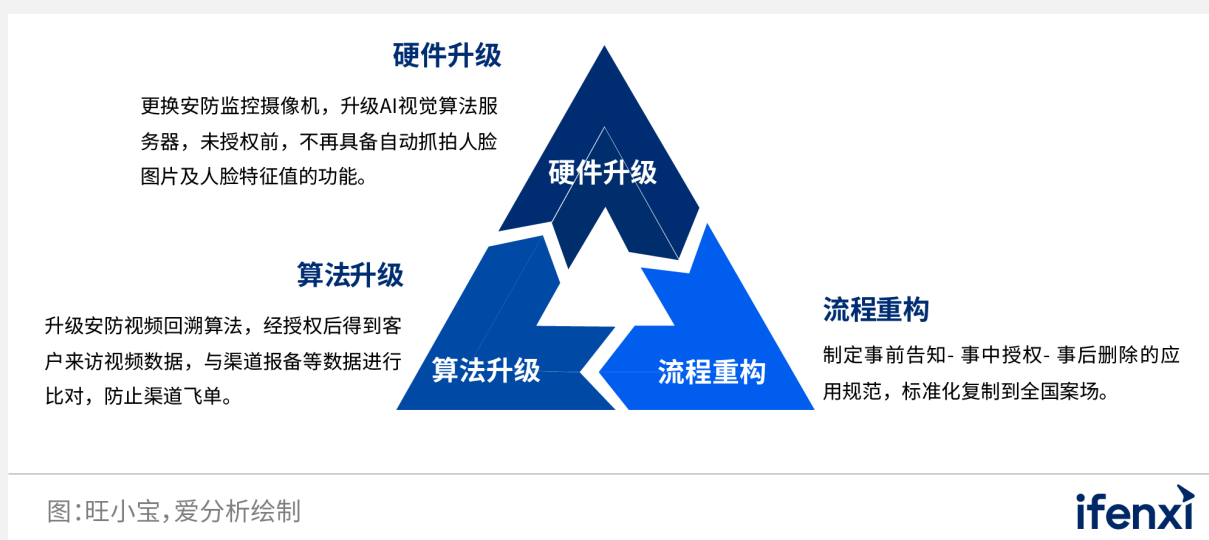 硬件升级
更换安防监控摄像机，升级AI视觉算法服
务器，未授权前，不再具备自动抓拍人脸
图片及人脸特征值的功能。
硬件升级
算法升级
升级安防视频回溯算法，经授权后得到客
户来访视频数据，与渠道报备等数据进行
比对，防止渠道飞单。
算法升级
流程重构
流程重构
制定事前告知- 事中授权- 事后删除的应
用规范，标准化复制到全国案场。
图：旺小宝，爱分析绘制
ifenxi